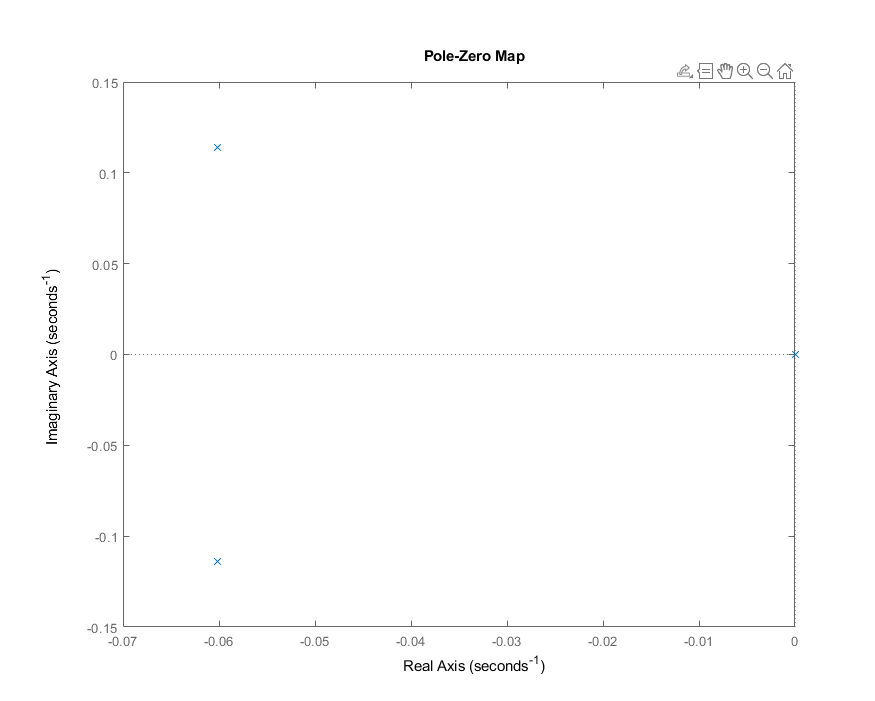 Pole-Zero Map
0.15
0.1
0.05
0
-0.05
-0.1
-0.15
Imaginary Axis (seconds⁻¹)
-0.07 -0.06 -0.05 -0.04 -0.03 -0.02 -0.01 0
Real Axis (seconds⁻¹)